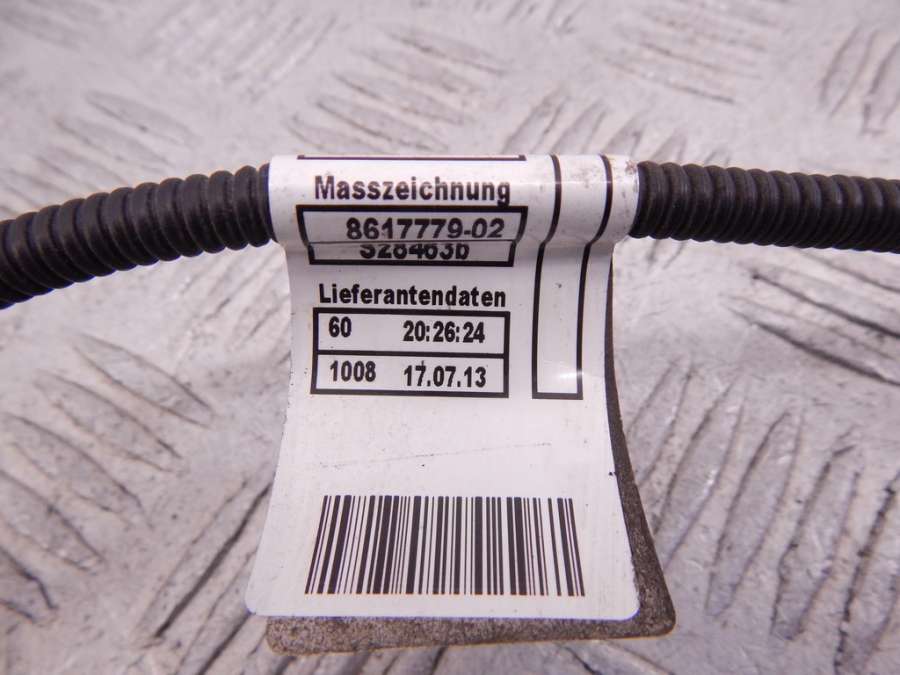 Masszeichnung
8617779-02
Lieferantendaten
60 20:26:24
1008 17.07.13